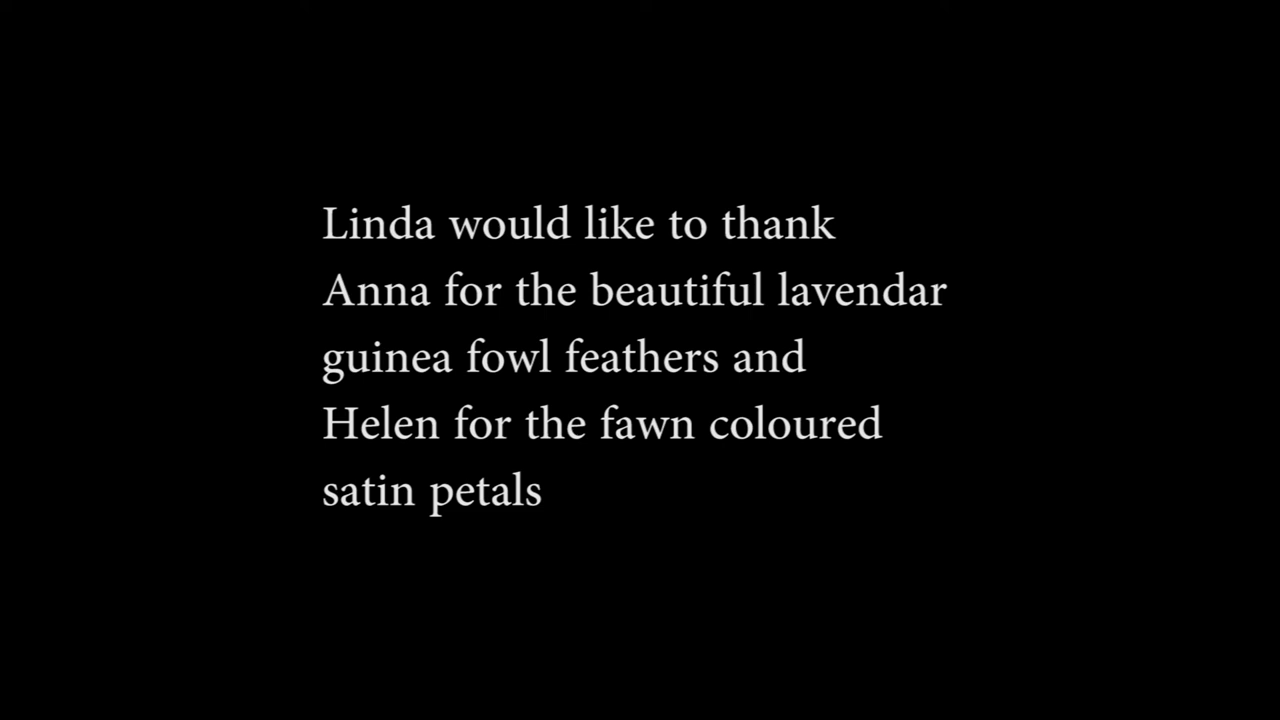 Linda would like to thank
Anna for the beautiful lavendar
guinea fowl feathers and
Helen for the fawn coloured
satin petals